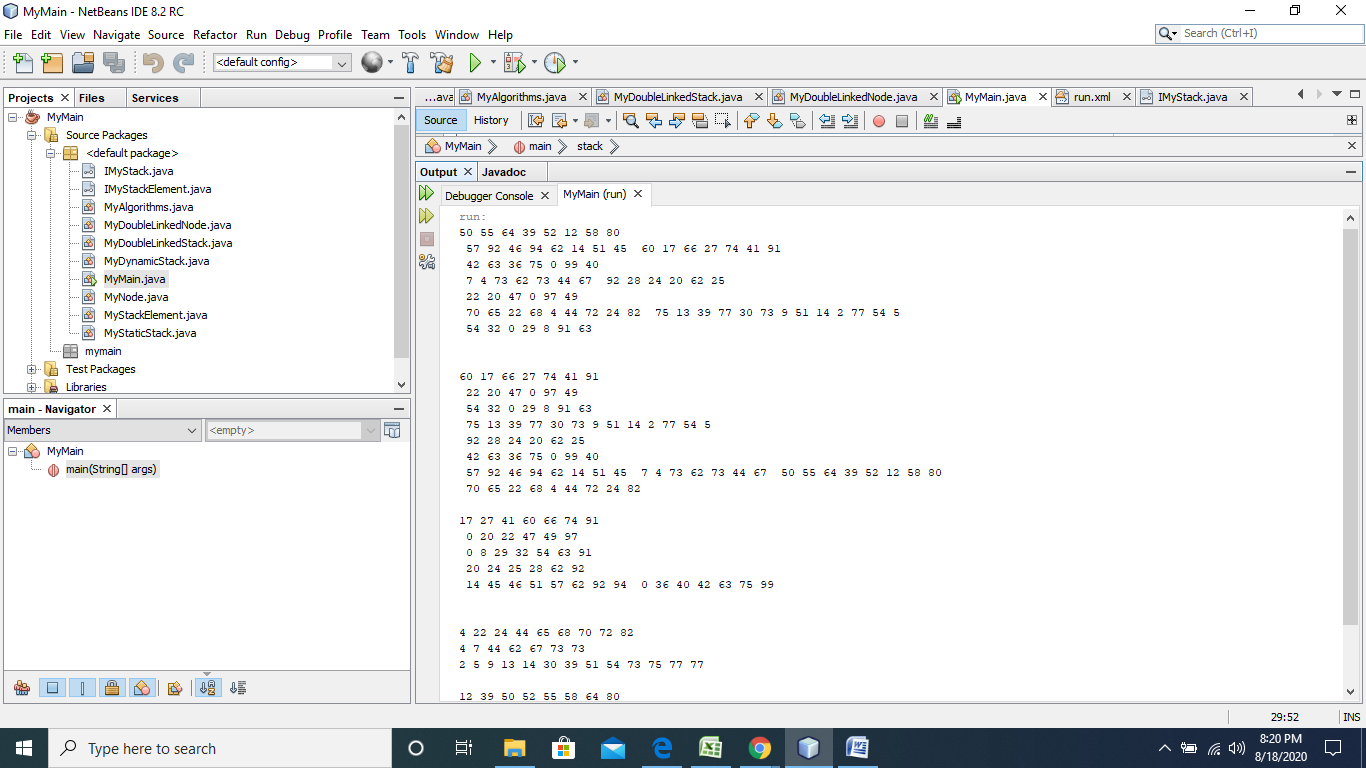 MyMain - NetBeans IDE 8.2 RC
File Edit View Navigate Source Refactor Run Debug Profile Team Tools Window Help
Search (Ctrl+I)
<default config>
Projects Files Services
MyMain
Source Packages
<default package>
IMyStack.java
IMyStackElement.java
MyAlgorithms.java
MyDoubleLinkedNode.java
MyDoubleLinkedStack.java
MyDynamicStack.java
MyMain.java
MyNode.java
MyStackElement.java
MyStaticStack.java
mymain
Test Packages
Libraries
main - Navigator
Members
<empty>
MyMain
main(String[] args)
...ava MyAlgorithms.java MyDoubleLinkedStack.java MyDoubleLinkedNode.java MyMain.java run.xml IMyStack.java
Source History
MyMain main stack
Output Javadoc
Debugger Console MyMain (run)
run:
50 55 64 39 52 12 58 80
57 92 46 94 62 14 51 45 60 17 66 27 74 41 91
42 63 36 75 0 99 40
7 4 73 62 73 44 67 92 28 24 20 62 25
22 20 47 0 97 49
70 65 22 68 4 44 72 24 82 75 13 39 77 30 73 9 51 14 2 77 54 5
54 32 0 29 8 91 63
60 17 66 27 74 41 91
22 20 47 0 97 49
54 32 0 29 8 91 63
75 13 39 77 30 73 9 51 14 2 77 54 5
92 28 24 20 62 25
42 63 36 75 0 99 40
57 92 46 94 62 14 51 45 7 4 73 62 73 44 67 50 55 64 39 52 12 58 80
70 65 22 68 4 44 72 24 82
17 27 41 60 66 74 91
0 20 22 47 49 97
0 8 29 32 54 63 91
20 24 25 28 62 92
14 45 46 51 57 62 92 94 0 36 40 42 63 75 99
4 22 24 44 65 68 70 72 82
4 7 44 62 67 73 73
2 5 9 13 14 30 39 51 54 73 75 77 77
12 39 50 52 55 58 64 80
29:52 INS
Type here to search
8:20 PM
8/18/2020